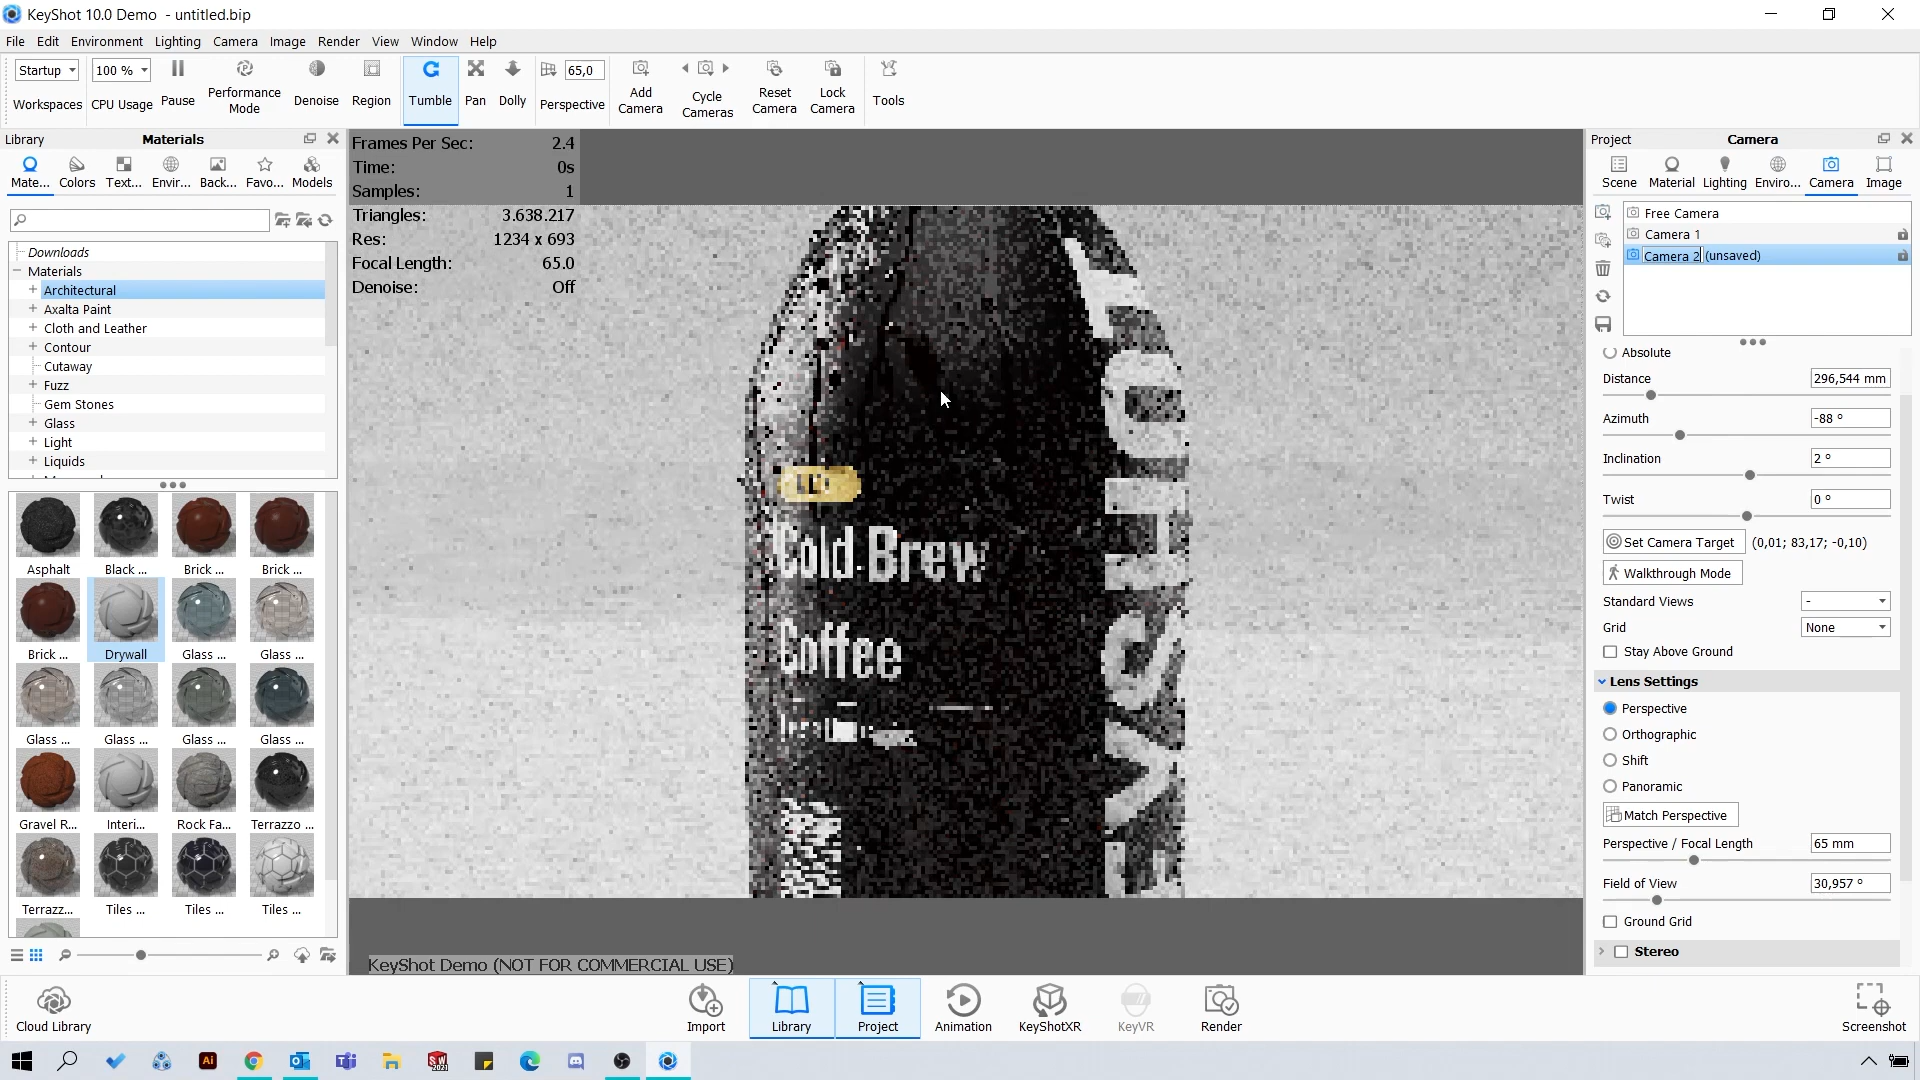 KeyShot 10.0 Demo - untitled.bip
File Edit Environment Lighting Camera Image Render View Window Help
Startup 100 % 65,0
Workspaces CPU Usage Pause Performance Mode Denoise Region Tumble Pan Dolly Perspective Add Camera Cycle Cameras Reset Camera Lock Camera Tools
Library Materials
Mate... Colors Text... Envir... Back... Favo... Models
Downloads
Materials
Architectural
Axalta Paint
Cloth and Leather
Contour
Cutaway
Fuzz
Gem Stones
Glass
Light
Liquids
Asphalt Black ... Brick ... Brick ...
Brick ... Drywall Glass ... Glass ...
Glass ... Glass ... Glass ... Glass ...
Gravel R... Interi... Rock Fa... Terrazzo ...
Terrazz... Tiles ... Tiles ... Tiles ...
Frames Per Sec: 2.4
Time: 0s
Samples: 1
Triangles: 3.638.217
Res: 1234 x 693
Focal Length: 65.0
Denoise: Off
Cold Brew
Coffee
KeyShot Demo (NOT FOR COMMERCIAL USE)
Project Camera
Scene Material Lighting Enviro... Camera Image
Free Camera
Camera 1
Camera 2 (unsaved)
Absolute
Distance 296,544 mm
Azimuth -88 °
Inclination 2 °
Twist 0 °
Set Camera Target (0,01; 83,17; -0,10)
Walkthrough Mode
Standard Views -
Grid None
Stay Above Ground
Lens Settings
Perspective
Orthographic
Shift
Panoramic
Match Perspective
Perspective / Focal Length 65 mm
Field of View 30,957 °
Ground Grid
Stereo
Cloud Library Import Library Project Animation KeyShotXR KeyVR Render Screenshot